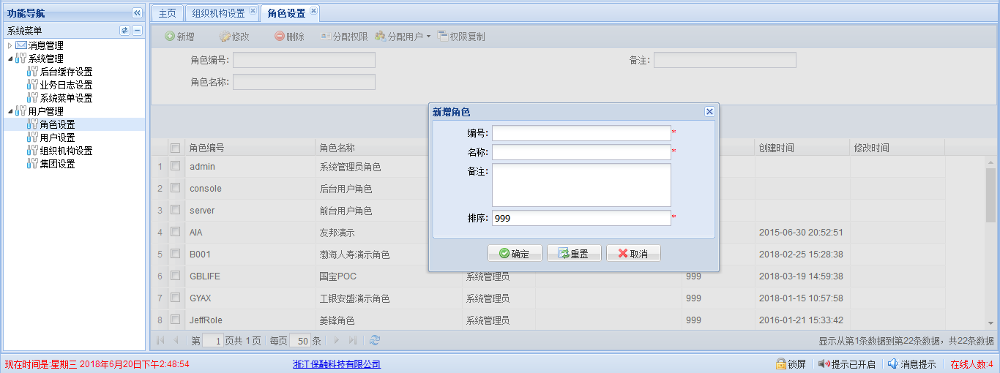 功能导航
系统菜单
消息管理
系统管理
后台缓存设置
业务日志设置
系统菜单设置
用户管理
角色设置
用户设置
组织机构设置
集团设置
主页 组织机构设置 角色设置
新增 修改 删除 分配权限 分配用户 权限复制
角色编号: 备注:
角色名称:
新增角色
编号: *
名称: *
备注:
排序: 999 *
确定 重置 取消
角色编号 角色名称 创建时间 修改时间
1 admin 系统管理员角色
2 console 后台用户角色
3 server 前台用户角色
4 AIA 友邦演示 2015-06-30 20:52:51
5 B001 渤海人寿演示角色 2018-02-25 15:28:38
6 GBLIFE 国宝POC 系统管理员 999 2018-03-19 14:59:38
7 GYAX 工银安盛演示角色 系统管理员 999 2018-01-15 10:57:58
8 JeffRole 姜锋角色 系统管理员 999 2016-01-21 15:33:42
第 1 页共 1 页 每页 50 条 显示从第1条数据到第22条数据，共22条数据
现在时间是:星期三 2018年6月20日下午2:48:54 浙江保融科技有限公司 锁屏 提示已开启 消息提示 在线人数:4